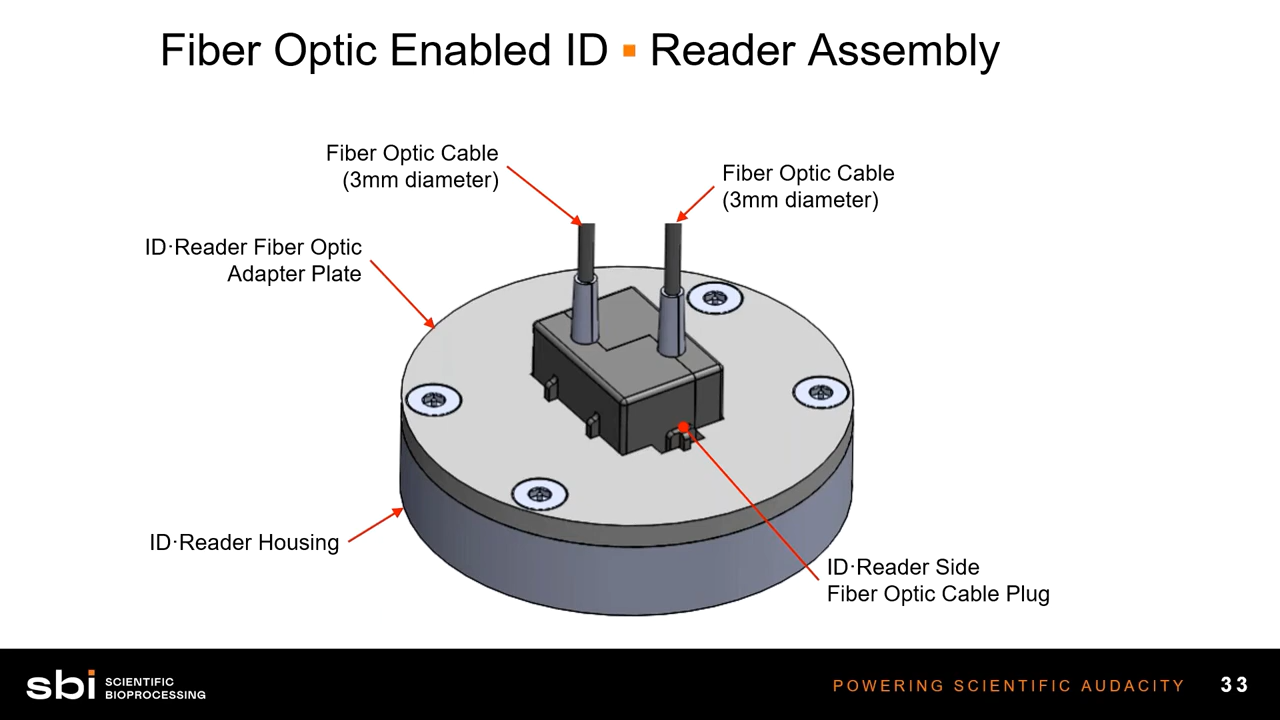 Fiber Optic Enabled ID ▪ Reader Assembly
Fiber Optic Cable
(3mm diameter)
Fiber Optic Cable
(3mm diameter)
ID·Reader Fiber Optic
Adapter Plate
ID·Reader Housing
ID·Reader Side
Fiber Optic Cable Plug
sbi SCIENTIFIC
BIOPROCESSING
POWERING SCIENTIFIC AUDACITY
33